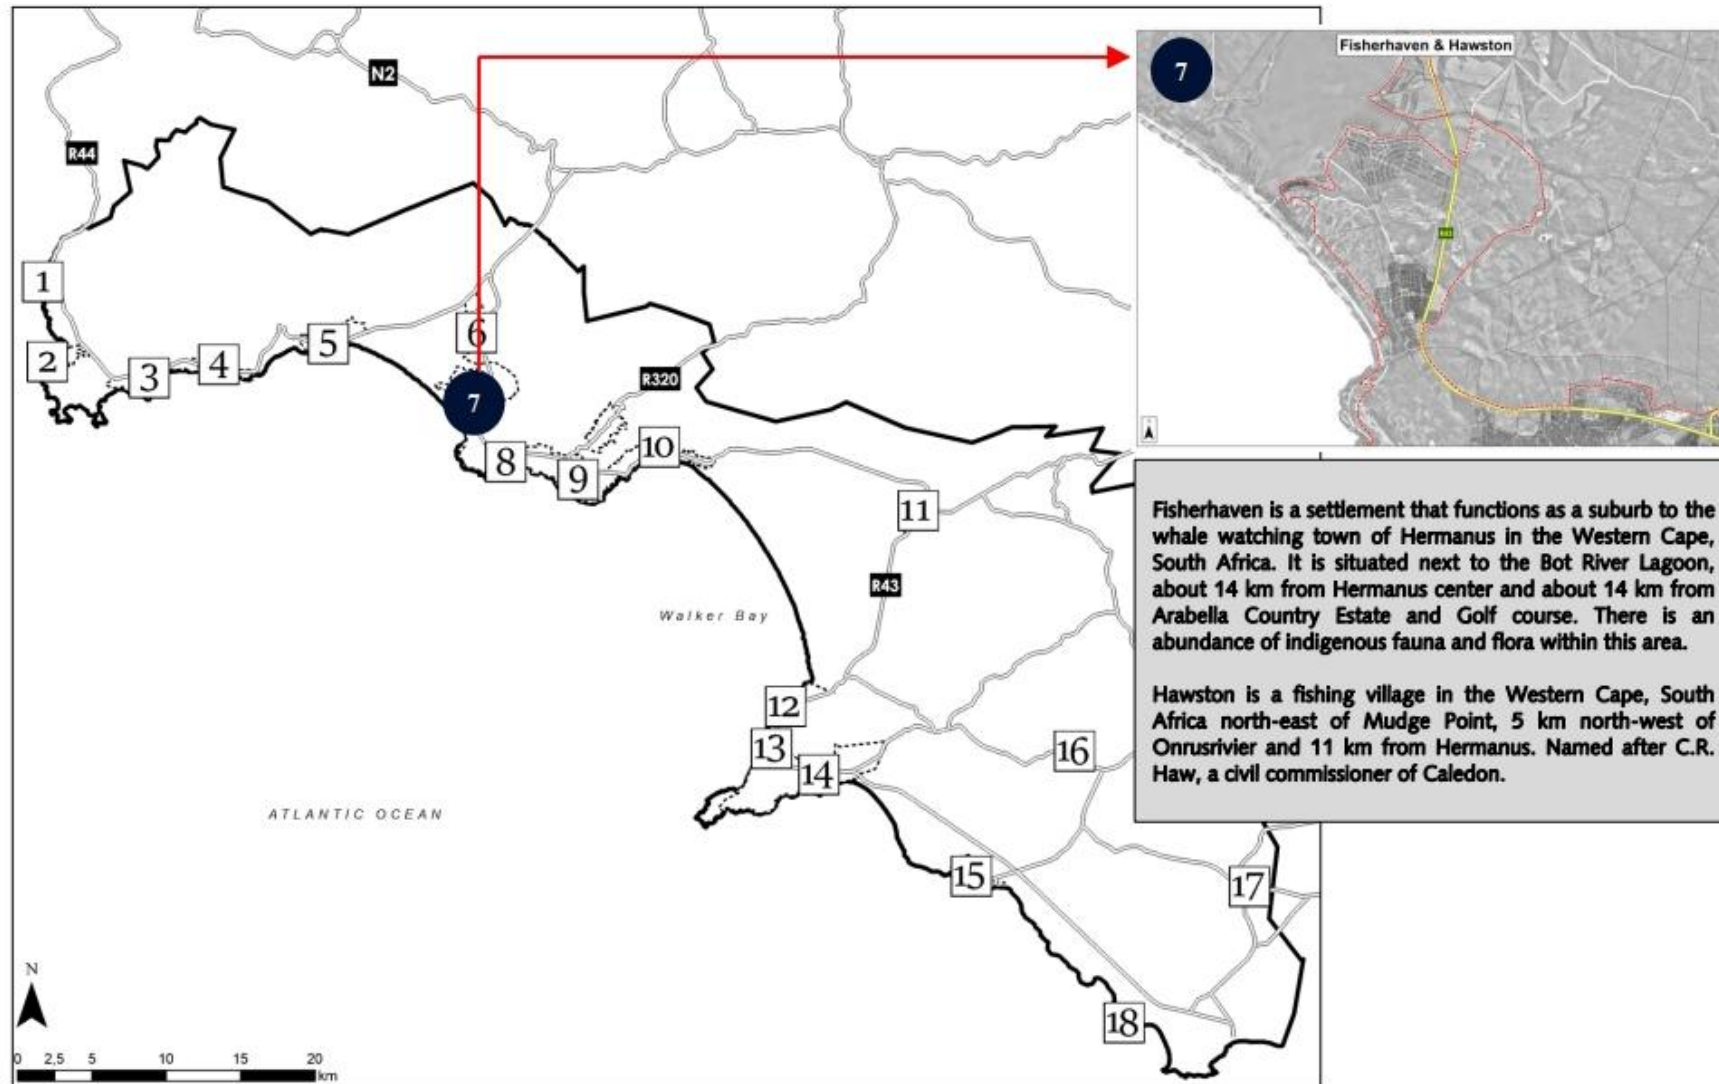 N2
R44
1
2
3
4
5
6
7
8
9
10
R320
11
R43
Walker Bay
12
13
14
16
ATLANTIC OCEAN
15
17
18
N
0 2,5 5 10 15 20
km
7
Fisherhaven & Hawston
R43
Fisherhaven is a settlement that functions as a suburb to the
whale watching town of Hermanus in the Western Cape,
South Africa. It is situated next to the Bot River Lagoon,
about 14 km from Hermanus center and about 14 km from
Arabella Country Estate and Golf course. There is an
abundance of indigenous fauna and flora within this area.
Hawston is a fishing village in the Western Cape, South
Africa north-east of Mudge Point, 5 km north-west of
Onrusrivier and 11 km from Hermanus. Named after C.R.
Haw, a civil commissioner of Caledon.